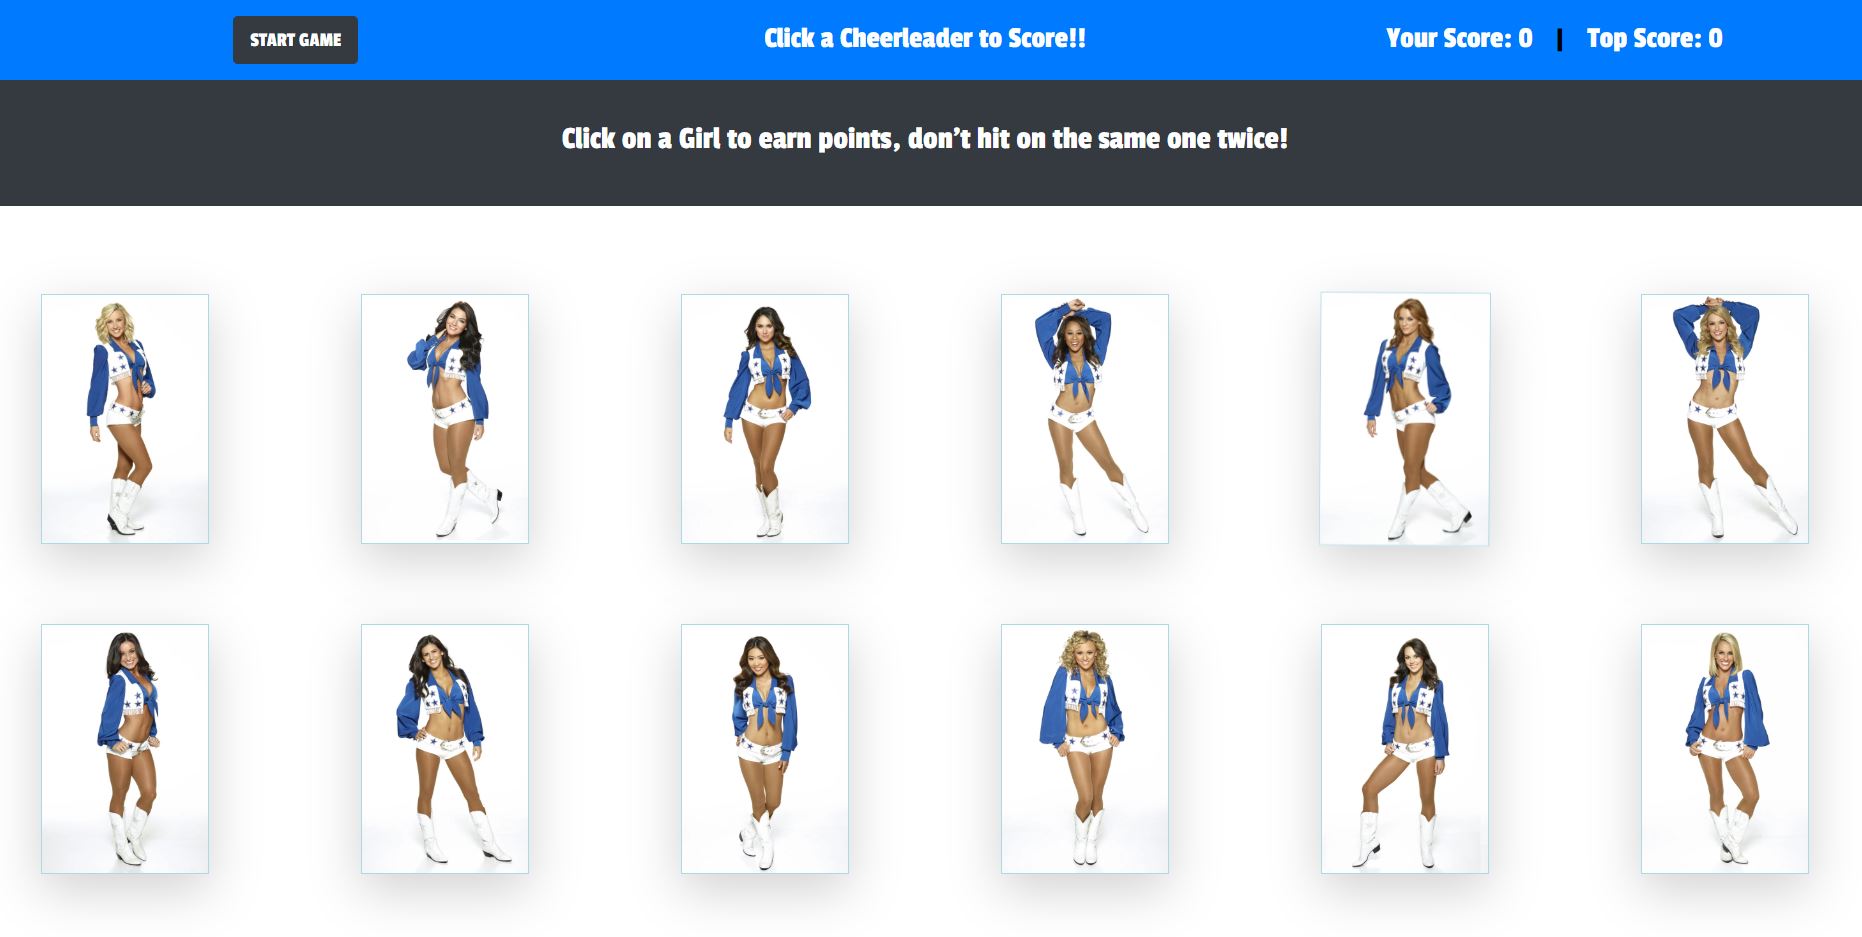 START GAME
Click a Cheerleader to Score!!
Your Score: 0 | Top Score: 0
Click on a Girl to earn points, don't hit on the same one twice!